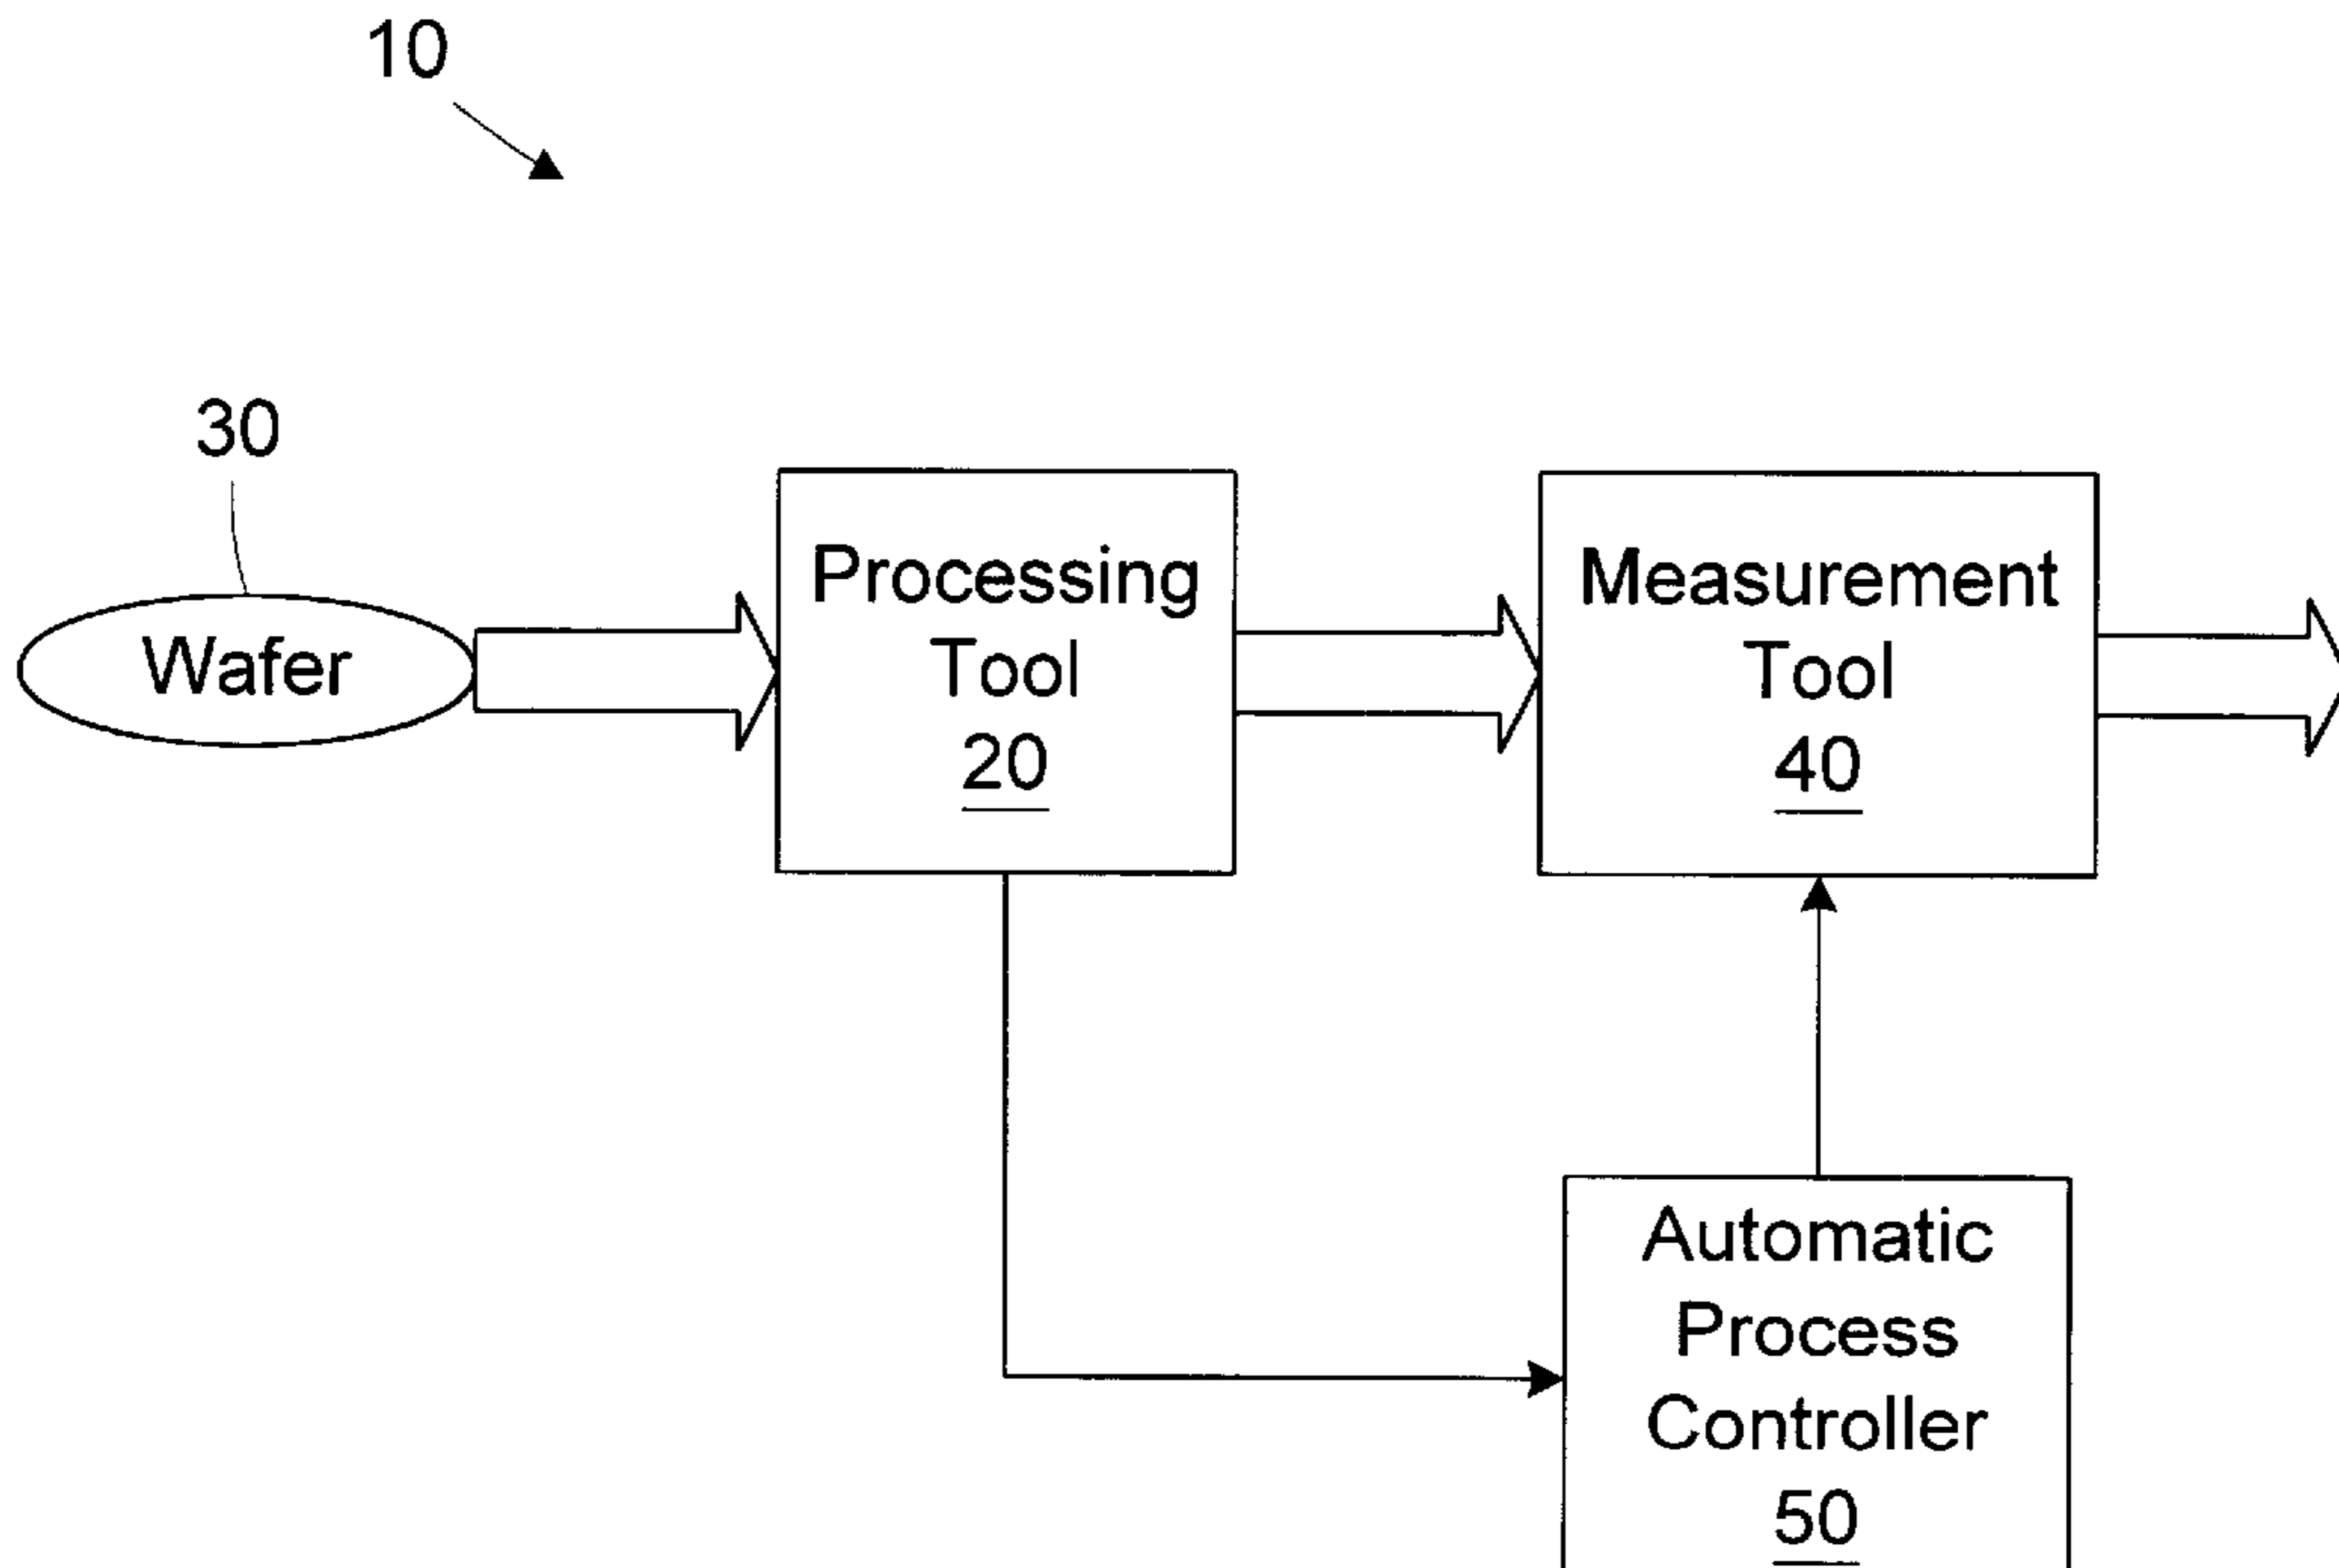 10
30
Wafer
Processing
Tool
20
Measurement
Tool
40
Automatic
Process
Controller
50